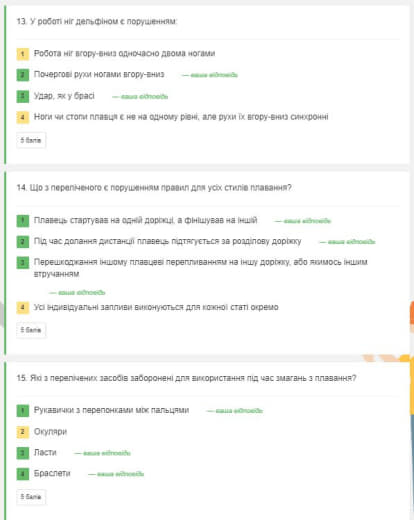 13. У роботі ніг дельфіном є порушенням:
1 Робота ніг вгору-вниз одночасно двома ногами
2 Почергові рухи ногами вгору-вниз — ваша відповідь
3 Удар, як у брасі — ваша відповідь
4 Ноги чи стопи плавця є не на одному рівні, але рухи їх вгору-вниз синхронні
5 балів
14. Що з переліченого є порушенням правил для усіх стилів плавання?
1 Плавець стартував на одній доріжці, а фінішував на іншій — ваша відповідь
2 Під час долання дистанції плавець підтягується за розділову доріжку — ваша відповідь
3 Перешкоджання іншому плавцеві перепливанням на іншу доріжку, або якимось іншим
втручанням
— ваша відповідь
4 Усі індивідуальні запливи виконуються для кожної статі окремо
5 балів
15. Які з перелічених засобів заборонені для використання під час змагань з плавання?
1 Рукавички з перепонками між пальцями — ваша відповідь
2 Окуляри
3 Ласти — ваша відповідь
4 Браслети — ваша відповідь
5 балів